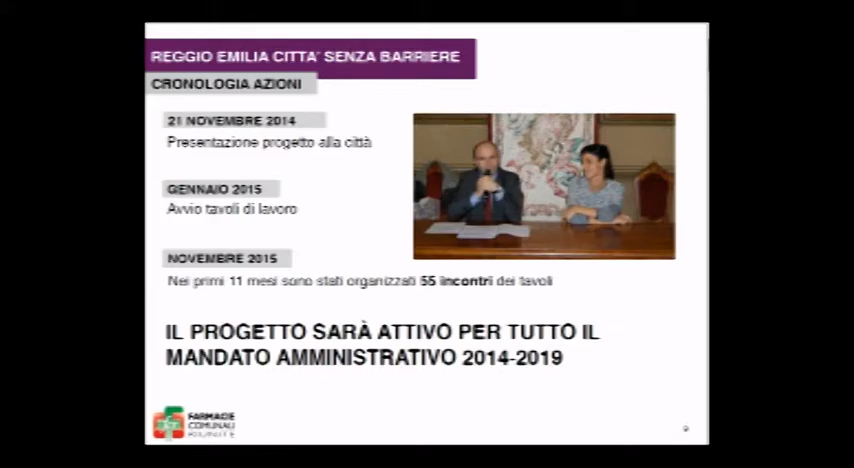 REGGIO EMILIA CITTA' SENZA BARRIERE
CRONOLOGIA AZIONI
21 NOVEMBRE 2014
Presentazione progetto alla città
GENNAIO 2015
Avvio tavoli di lavoro
NOVEMBRE 2015
Nei primi 11 mesi sono stati organizzati 55 incontri dei tavoli
IL PROGETTO SARÀ ATTIVO PER TUTTO IL
MANDATO AMMINISTRATIVO 2014-2019
FARMACIE
COMUNALI
RIUNITE
9